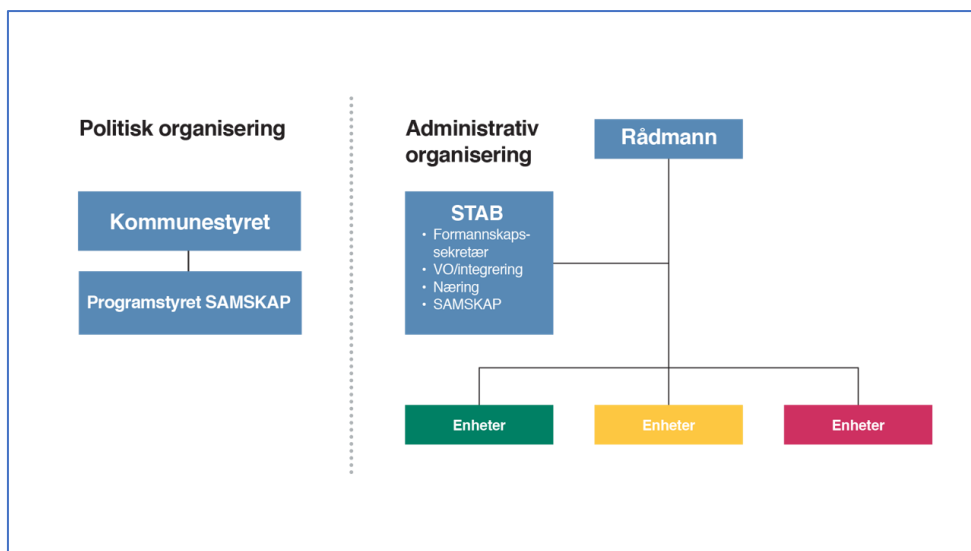 Politisk organisering
Kommunestyret
Programstyret SAMSKAP
Administrativ
organisering
Rådmann
STAB
• Formannskaps-
sekretær
• VO/integrering
• Næring
• SAMSKAP
Enheter
Enheter
Enheter